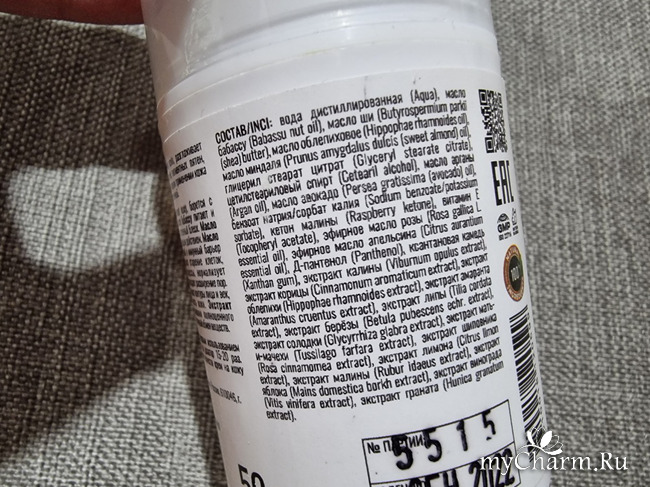 СОСТАВ/INCI: вода дистиллированная (Aqua), масло
бабассу (Babassu nut oil), масло ши (Butyrospermium parkii
(shea) butter), масло облепиховое (Hippophae rhamnoides oil),
масло миндаля (Prunus amygdalus dulcis (sweet almond) oil),
глицерил стеарат цитрат (Glyceryl stearate citrate),
цетилстеариловый спирт (Cetearil alcohol), масло арганы
(Argan oil), масло авокадо (Persea gratissima (avocado) oil),
бензоат натрия/сорбат калия (Sodium benzoate/potassium
sorbate), кетон малины (Raspberry ketone), витамин Е
(Tocopheryl acetate), эфирное масло розы (Rosa gallica L
essential oil), эфирное масло апельсина (Citrus aurantium
essential oil), Д-пантенол (Panthenol), ксантановая камедь
(Xanthan gum), экстракт калины (Viburnum opulus extract),
экстракт корицы (Cinnamonum aromaticum extract), экстракт
облепихи (Hippophae rhamnoides extract), экстракт амаранта
(Amaranthus cruentus extract), экстракт липы (Tilia cordata
extract), экстракт берёзы (Betula pubescens echr. extract),
экстракт солодки (Glycyrrhiza glabra extract), экстракт мать-
и-мачехи (Tussilago farfara extract), экстракт шиповника
(Rosa cinnamomea extract), экстракт лимона (Citrus limon
extract), экстракт малины (Rubur idaeus extract), экстракт
яблока (Mains domestica borkh extract), экстракт винограда
(Vitis vinifera extract), экстракт граната (Hunica granatum
extract).
EAC
GMP
№ ПАРТИИ:
5515
2022
50
myCharm.Ru